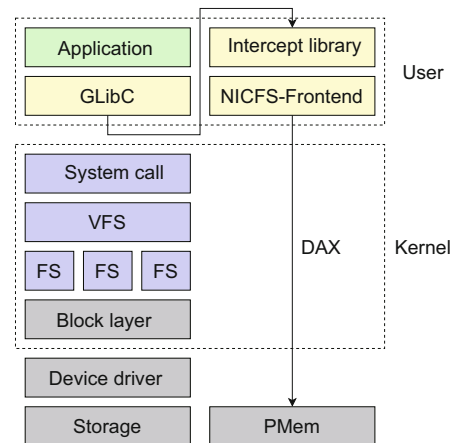 Application
Intercept library
User
GLibC
NICFS-Frontend
System call
VFS
DAX
Kernel
FS FS FS
Block layer
Device driver
Storage
PMem